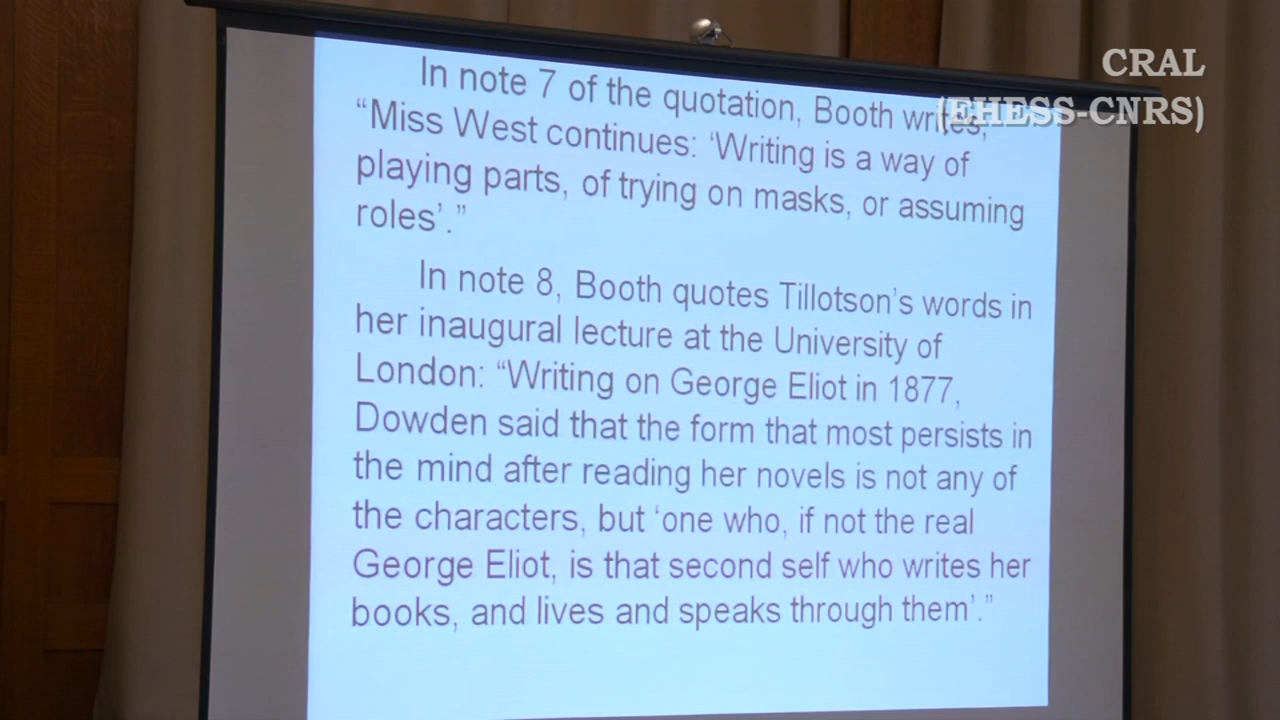 CRAL
(EHESS-CNRS)
In note 7 of the quotation, Booth writes,
“Miss West continues: ‘Writing is a way of
playing parts, of trying on masks, or assuming
roles’.”
In note 8, Booth quotes Tillotson’s words in
her inaugural lecture at the University of
London: “Writing on George Eliot in 1877,
Dowden said that the form that most persists in
the mind after reading her novels is not any of
the characters, but ‘one who, if not the real
George Eliot, is that second self who writes her
books, and lives and speaks through them’.”